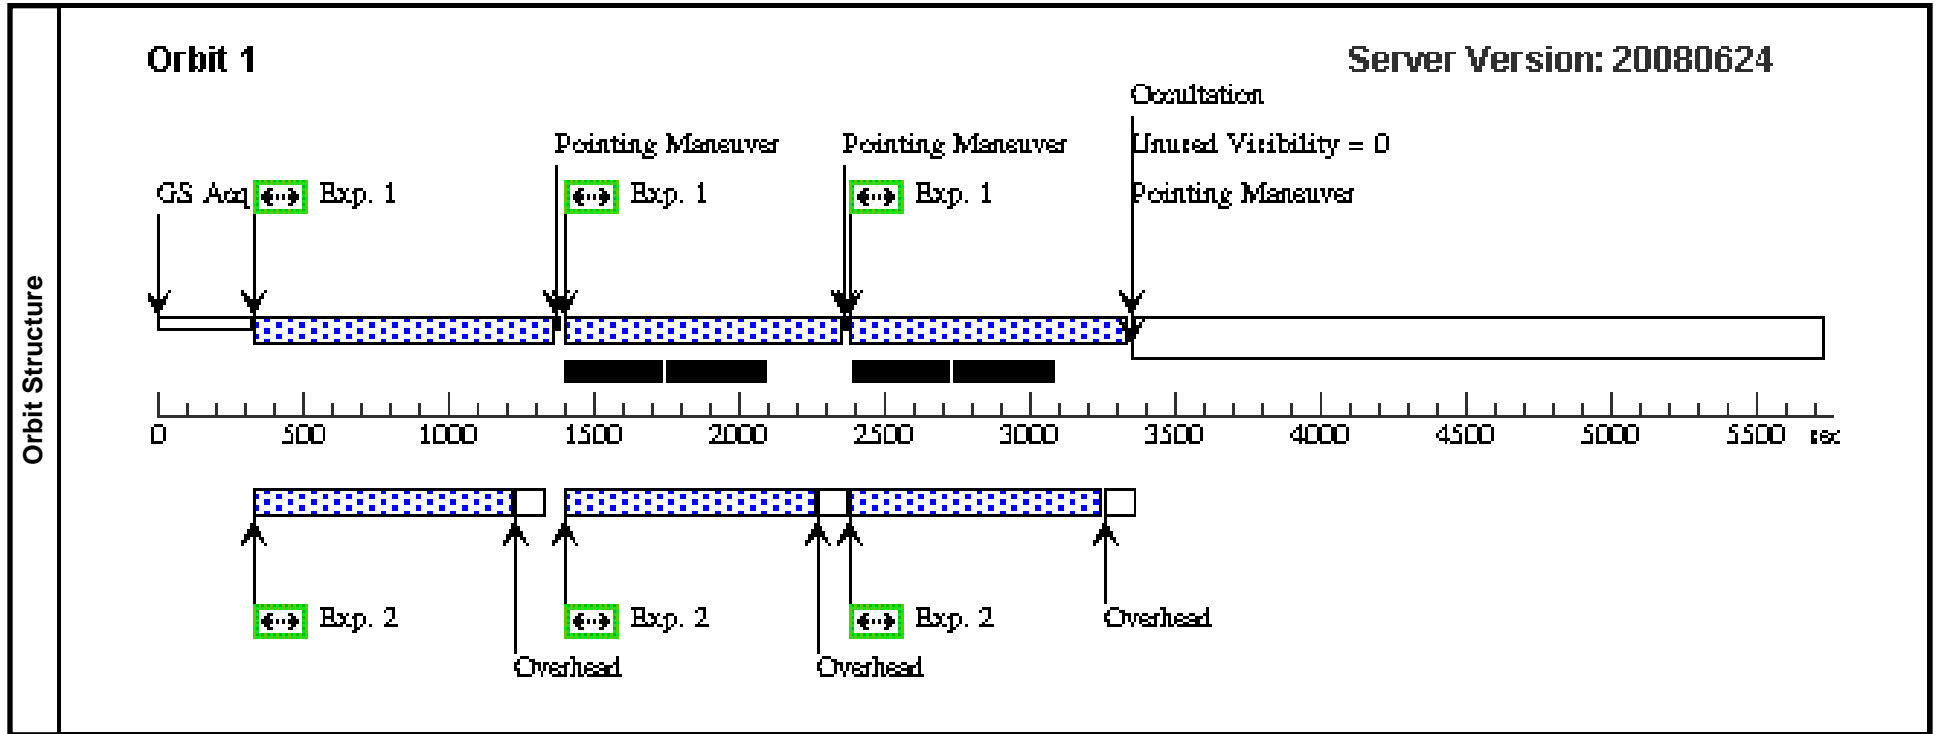 Orbit Structure
Orbit 1
Server Version: 20080624
Occultation
Pointing Maneuver
Pointing Maneuver
Unused Visibility = 0
GS Acq
Exp. 1
Exp. 1
Exp. 1
Pointing Maneuver
0
500
1000
1500
2000
2500
3000
3500
4000
4500
5000
5500
sec
Exp. 2
Exp. 2
Exp. 2
Overhead
Overhead
Overhead